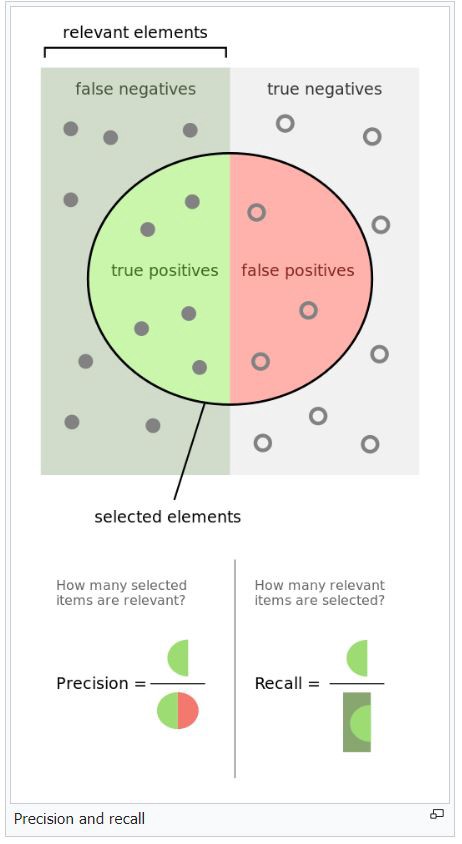 relevant elements
false negatives
true negatives
true positives
false positives
selected elements
How many selected
items are relevant?
How many relevant
items are selected?
Precision =
Recall =
Precision and recall